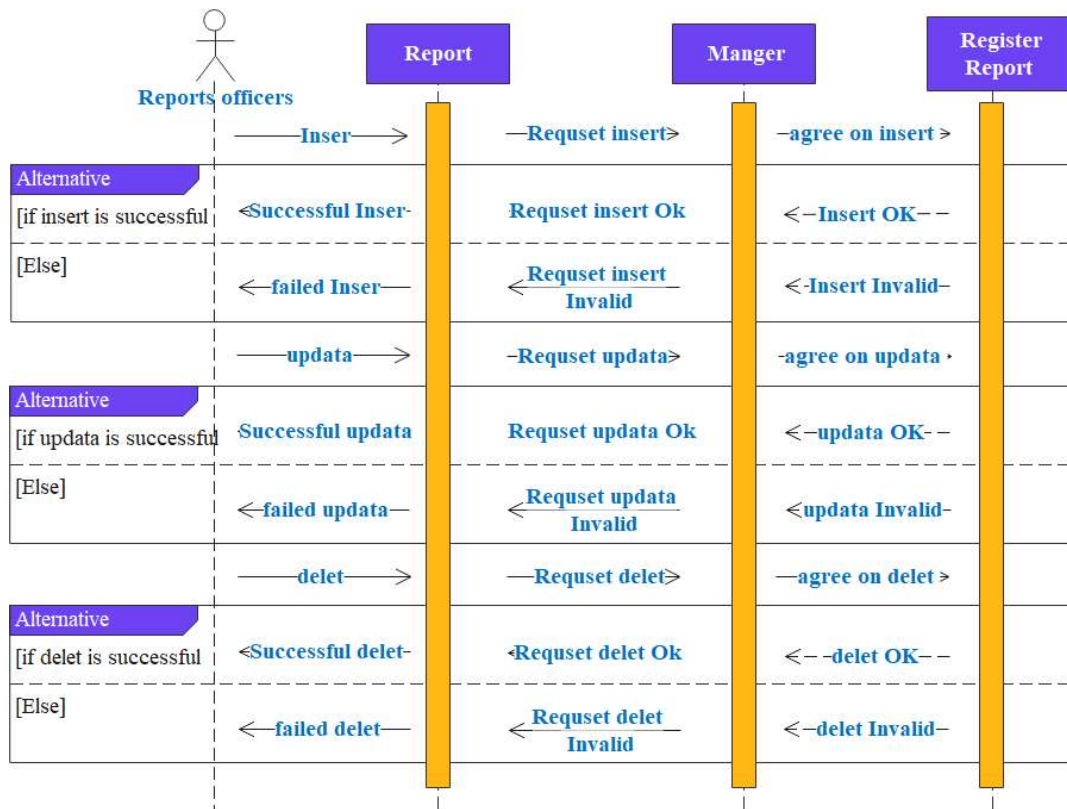 Report
Manger
Register
Report
Reports officers
Inser
Requset insert
agree on insert
Alternative
[if insert is successful
Successful Inser
Requset insert Ok
Insert OK
[Else]
failed Inser
Requset insert
Invalid
Insert Invalid
updata
Requset updata
agree on updata
Alternative
[if updata is successful
Successful updata
Requset updata Ok
updata OK
[Else]
failed updata
Requset updata
Invalid
updata Invalid
delet
Requset delet
agree on delet
Alternative
[if delet is successful
Successful delet
Requset delet Ok
delet OK
[Else]
failed delet
Requset delet
Invalid
delet Invalid